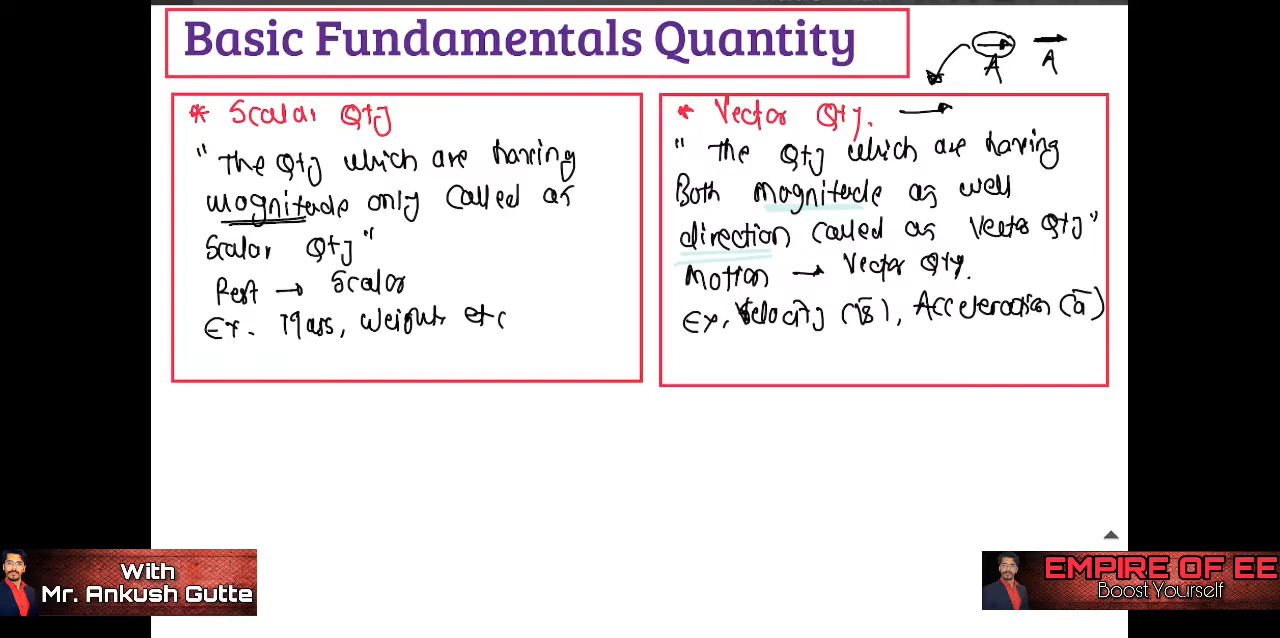 Basic Fundamentals Quantity
A A
* Scalar Qty
" The Qty which are having
magnitude only called as
Scalar Qty "
Rest → Scalar
Ex. Mass, Weight etc
* Vector Qty. →
" The Qty which are having
Both magnitude as well
direction called as Vector Qty "
Motion → Vector Qty.
Ex. Velocity (v̄), Acceleration (ā)
With
Mr. Ankush Gutte
EMPIRE OF EE
Boost Yourself